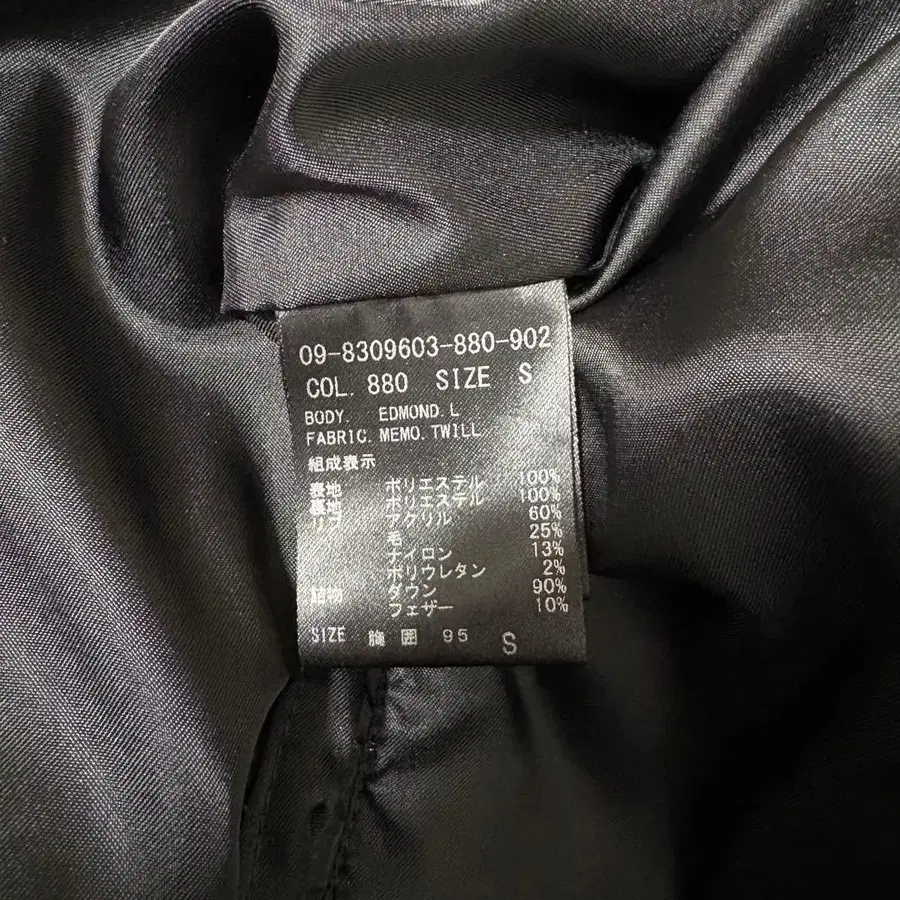 09-8309603-880-902
COL. 880 SIZE S
BODY. EDMOND. L
FABRIC. MEMO. TWILL
組成表示
表地 ポリエステル 100%
裏地 ポリエステル 100%
リブ アクリル 60%
毛 25%
ナイロン 13%
ポリウレタン 2%
詰物 ダウン 90%
フェザー 10%
SIZE 胸囲 95 S